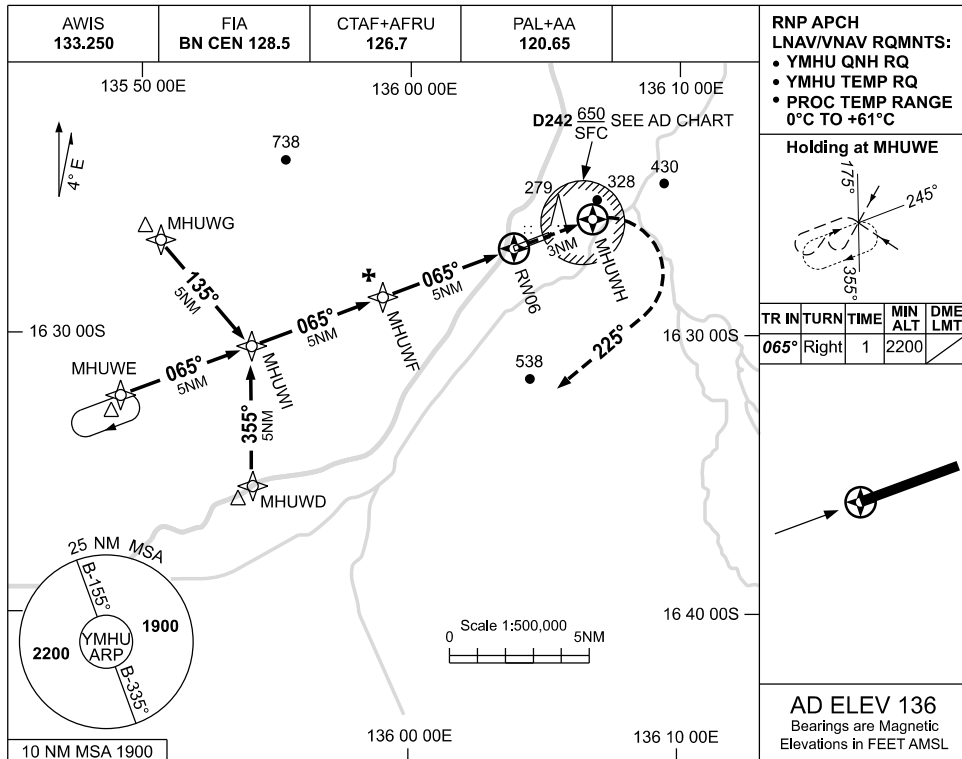 AWIS
133.250
FIA
BN CEN 128.5
CTAF+AFRU
126.7
PAL+AA
120.65
RNP APCH
LNAV/VNAV RQMNTS:
• YMHU QNH RQ
• YMHU TEMP RQ
• PROC TEMP RANGE
0°C TO +61°C
135 50 00E
136 00 00E
136 10 00E
4° E
738
D242 650 SEE AD CHART
SFC
430
279
328
MHUWG
135°
5NM
065°
5NM
3NM
MHUWH
RW06
065°
5NM
MHUWF
225°
16 30 00S
16 30 00S
MHUWE
065°
5NM
MHUWI
538
355°
5NM
MHUWD
Holding at MHUWE
175°
245°
355°
TR IN TURN TIME MIN ALT DME LMT
065° Right 1 2200
25 NM MSA
B-155°
2200
YMHU
ARP
1900
B-335°
10 NM MSA 1900
Scale 1:500,000
0 5NM
16 40 00S
136 00 00E
136 10 00E
AD ELEV 136
Bearings are Magnetic
Elevations in FEET AMSL